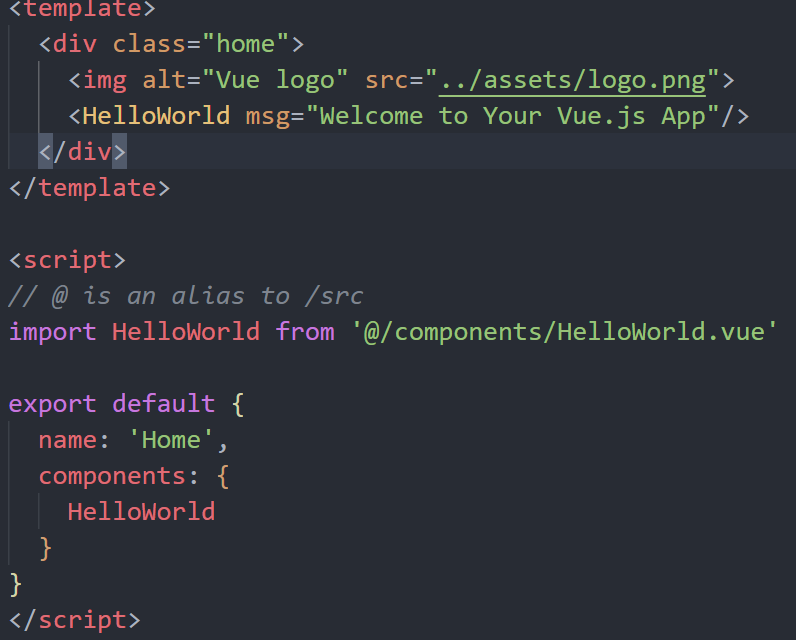 <template>
  <div class="home">
    <img alt="Vue logo" src="../assets/logo.png">
    <HelloWorld msg="Welcome to Your Vue.js App"/>
  </div>
</template>

<script>
// @ is an alias to /src
import HelloWorld from '@/components/HelloWorld.vue'

export default {
  name: 'Home',
  components: {
    HelloWorld
  }
}
</script>